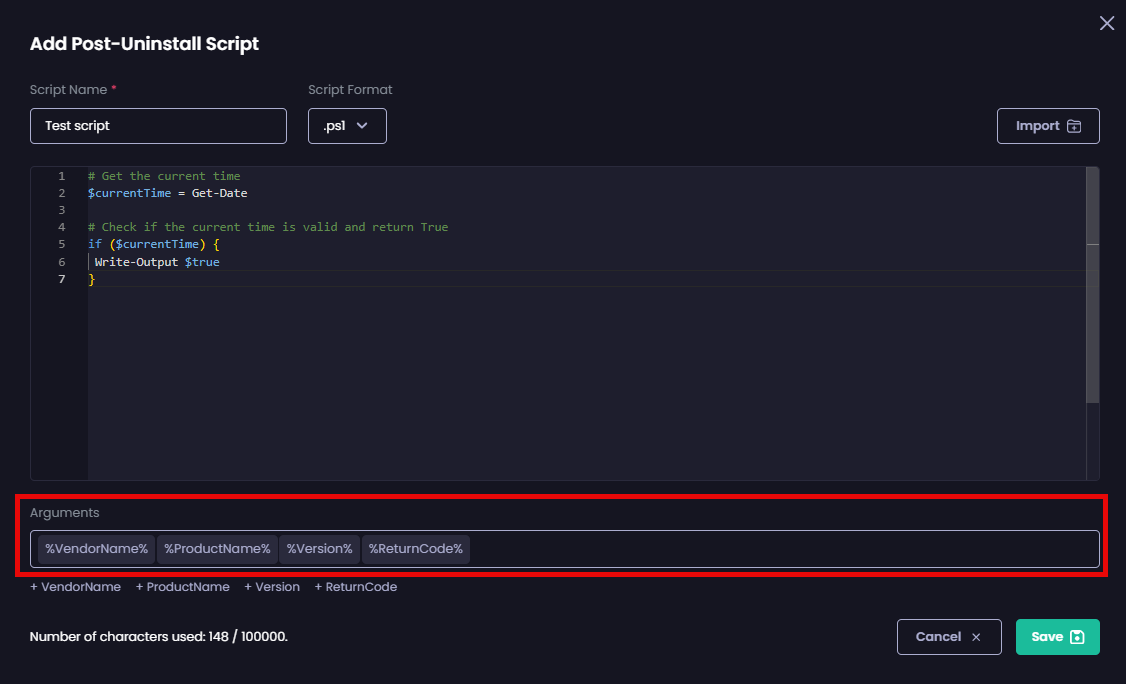 Add Post-Uninstall Script
Script Name *
Script Format
Test script
.ps1
Import
1 # Get the current time
2 $currentTime = Get-Date
3
4 # Check if the current time is valid and return True
5 if ($currentTime) {
6 Write-Output $true
7 }
Arguments
%VendorName% %ProductName% %Version% %ReturnCode%
+ VendorName + ProductName + Version + ReturnCode
Number of characters used: 148 / 100000.
Cancel
Save